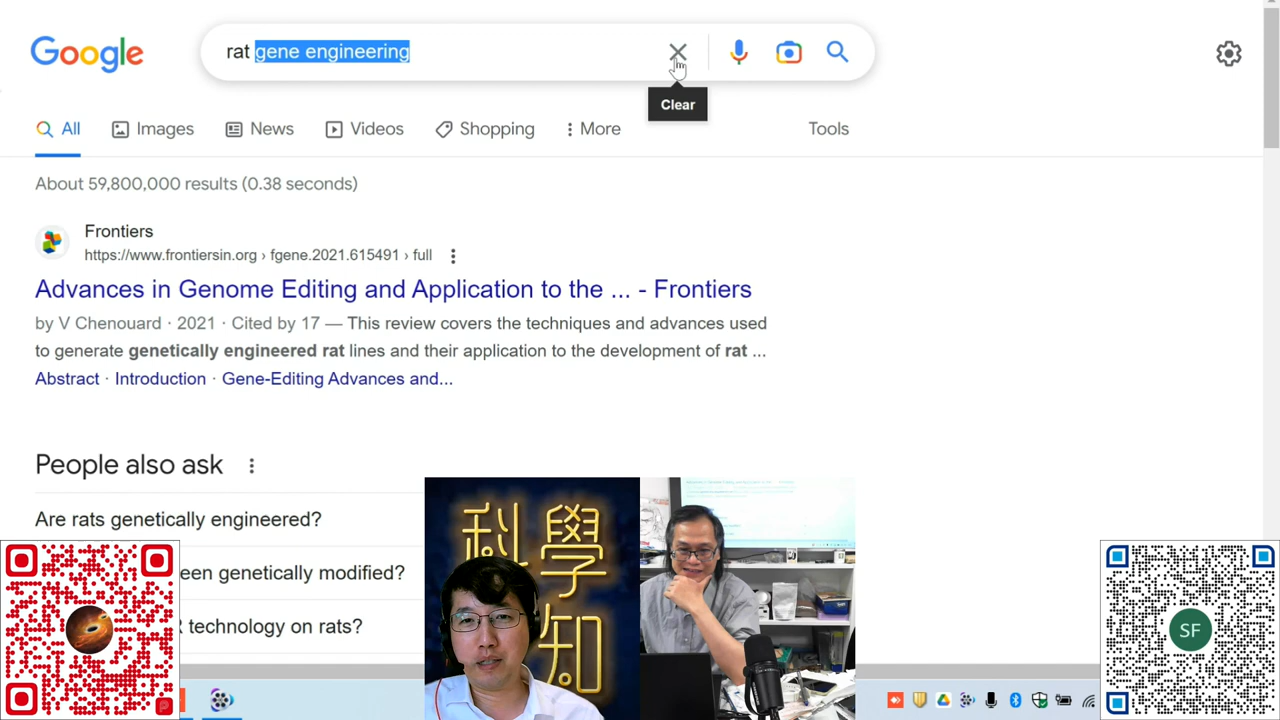 Google
rat gene engineering
Clear
All
Images
News
Videos
Shopping
More
Tools
About 59,800,000 results (0.38 seconds)
Frontiers
https://www.frontiersin.org › fgene.2021.615491 › full
Advances in Genome Editing and Application to the ... - Frontiers
by V Chenouard · 2021 · Cited by 17 — This review covers the techniques and advances used
to generate genetically engineered rat lines and their application to the development of rat ...
Abstract · Introduction · Gene-Editing Advances and...
People also ask
Are rats genetically engineered?
genetically modified?
technology on rats?
科學
知
SF